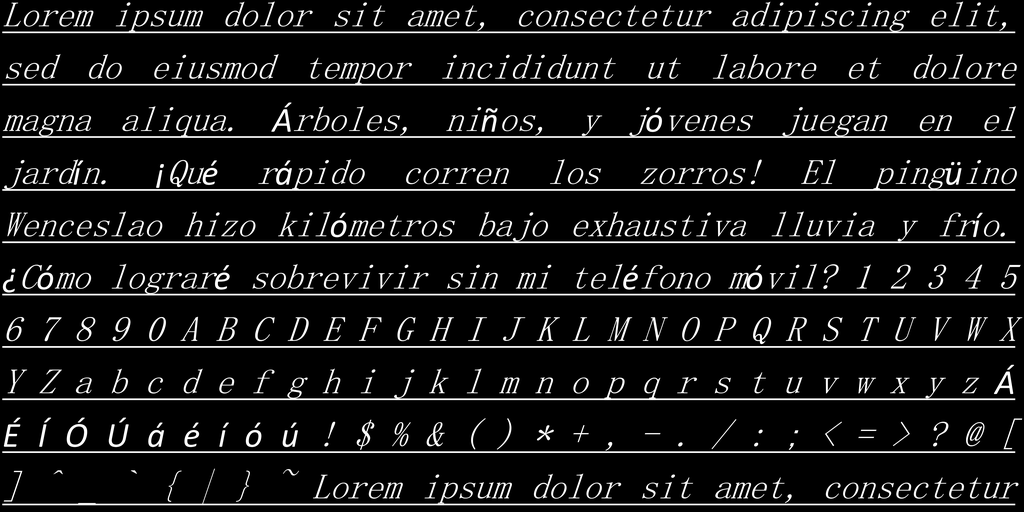 Lorem ipsum dolor sit amet, consectetur adipiscing elit,
sed do eiusmod tempor incididunt ut labore et dolore
magna aliqua. Árboles, niños, y jóvenes juegan en el
jardín. ¡Qué rápido corren los zorros! El pingüino
Wenceslao hizo kilómetros bajo exhaustiva lluvia y frío.
¿Cómo lograré sobrevivir sin mi teléfono móvil? 1 2 3 4 5
6 7 8 9 0 A B C D E F G H I J K L M N O P Q R S T U V W X
Y Z a b c d e f g h i j k l m n o p q r s t u v w x y z Á
É Í Ó Ú á é í ó ú ! $ % & ( ) * + , - . / : ; < = > ? @ [
] ^ _ ` { | } ~ Lorem ipsum dolor sit amet, consectetur